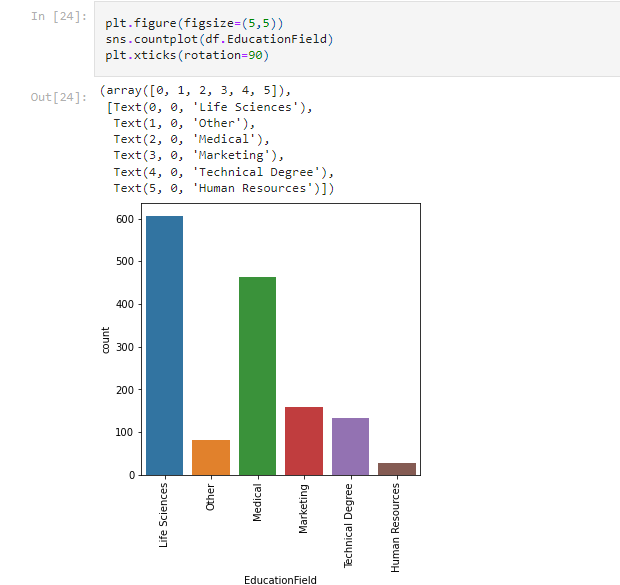 In [24]:
plt.figure(figsize=(5,5))
sns.countplot(df.EducationField)
plt.xticks(rotation=90)
Out[24]:
(array([0, 1, 2, 3, 4, 5]),
[Text(0, 0, 'Life Sciences'),
Text(1, 0, 'Other'),
Text(2, 0, 'Medical'),
Text(3, 0, 'Marketing'),
Text(4, 0, 'Technical Degree'),
Text(5, 0, 'Human Resources')])
600
500
400
300
200
100
0
count
Life Sciences
Other
Medical
Marketing
Technical Degree
Human Resources
EducationField